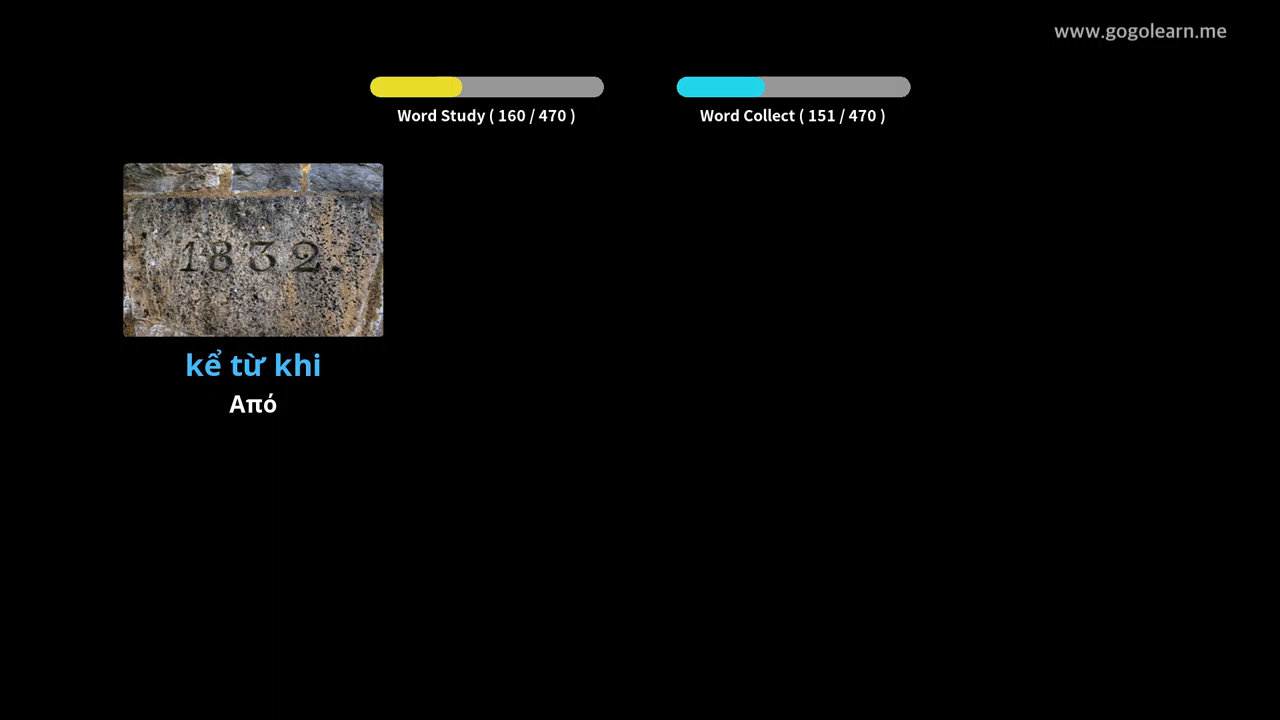 www.gogolearn.me
Word Study ( 160 / 470 )
Word Collect ( 151 / 470 )
1832.
kể từ khi
Από